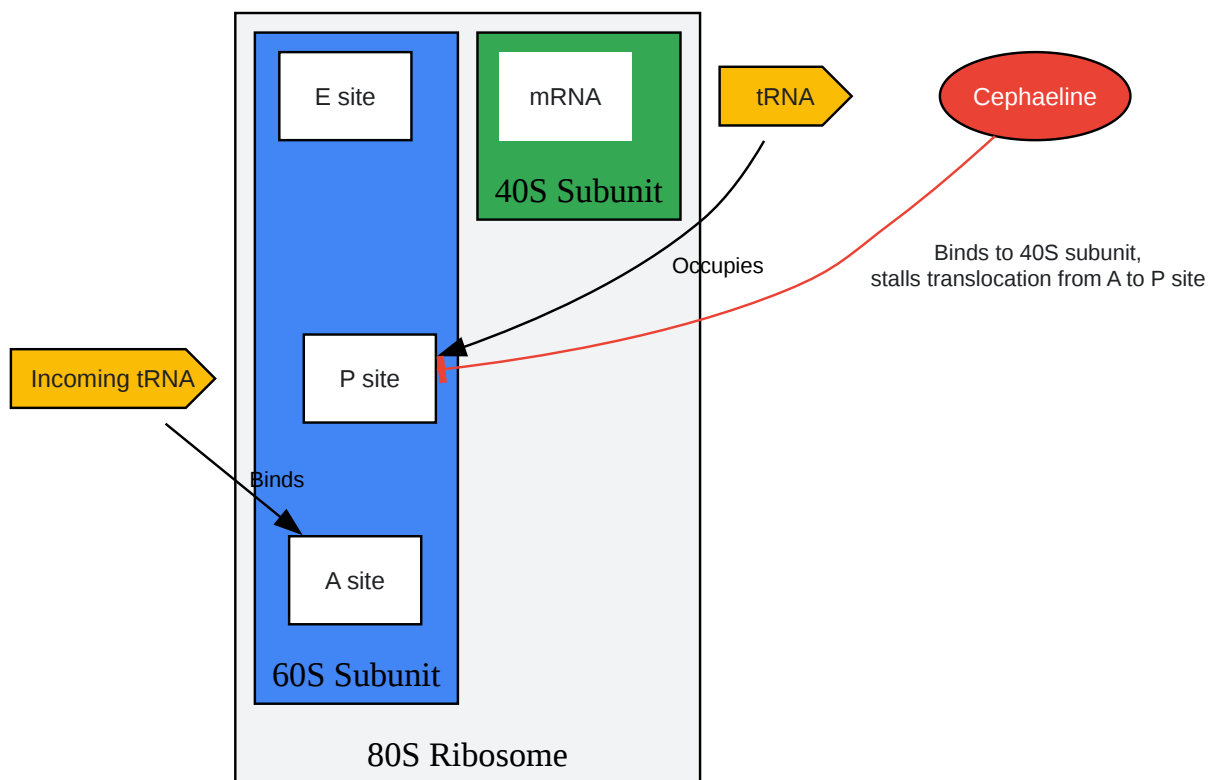 E site
mRNA
tRNA
Cephaeline
40S Subunit
Binds to 40S subunit,
stalls translocation from A to P site
Occupies
Incoming tRNA
P site
Binds
A site
60S Subunit
80S Ribosome